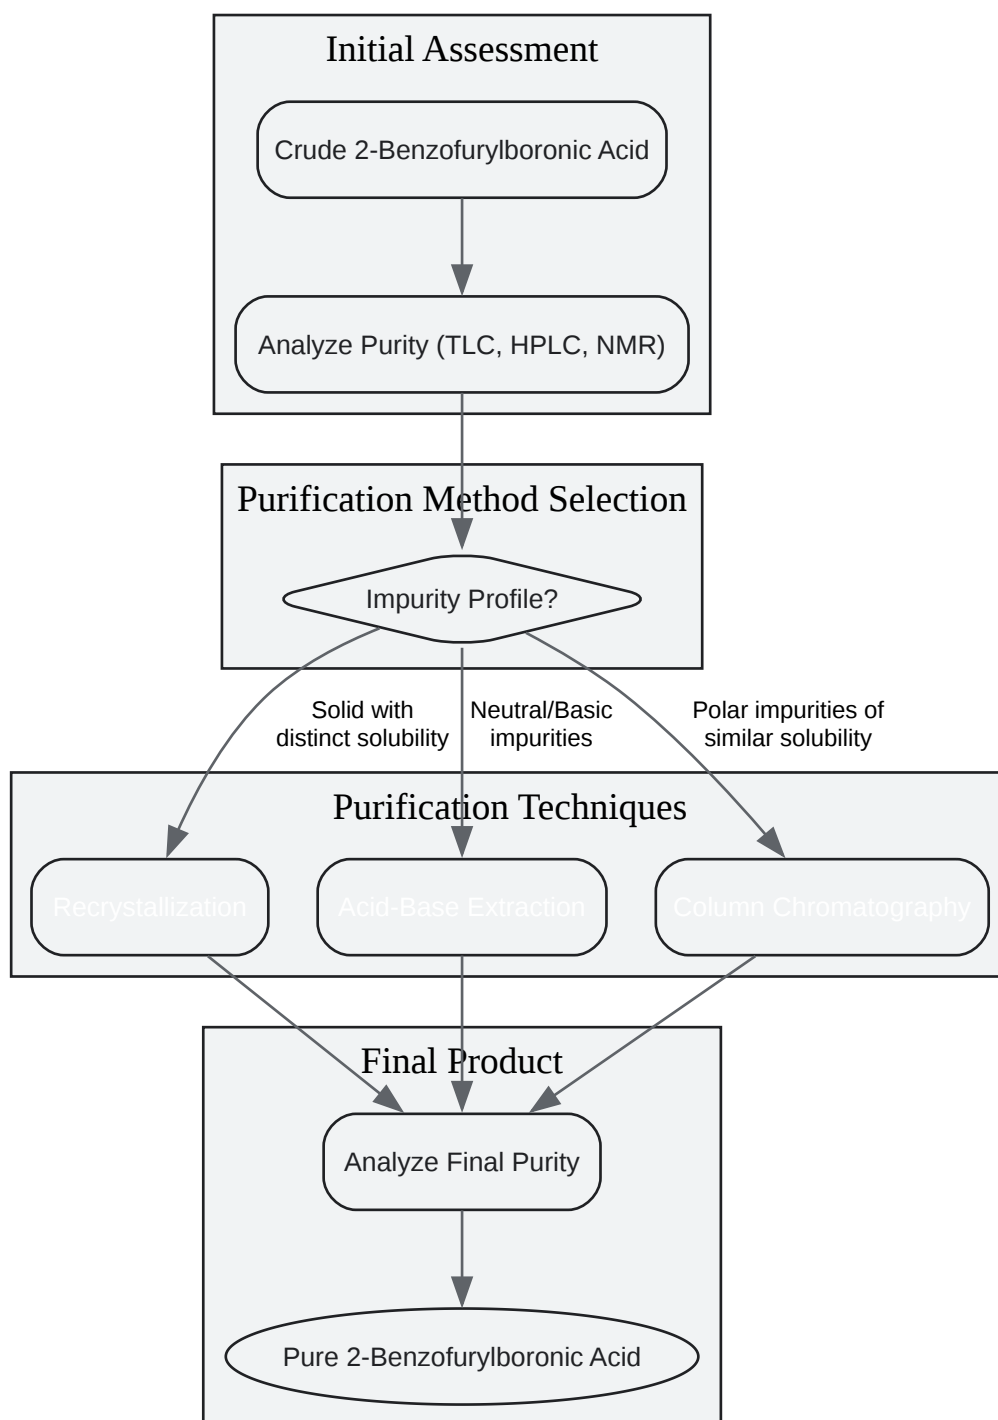 Initial Assessment
Crude 2-Benzofurylboronic Acid
Analyze Purity (TLC, HPLC, NMR)
Purification Method Selection
Impurity Profile?
Solid with
distinct solubility
Neutral/Basic
impurities
Polar impurities of
similar solubility
Purification Techniques
Recrystallization
Acid-Base Extraction
Column Chromatography
Final Product
Analyze Final Purity
Pure 2-Benzofurylboronic Acid